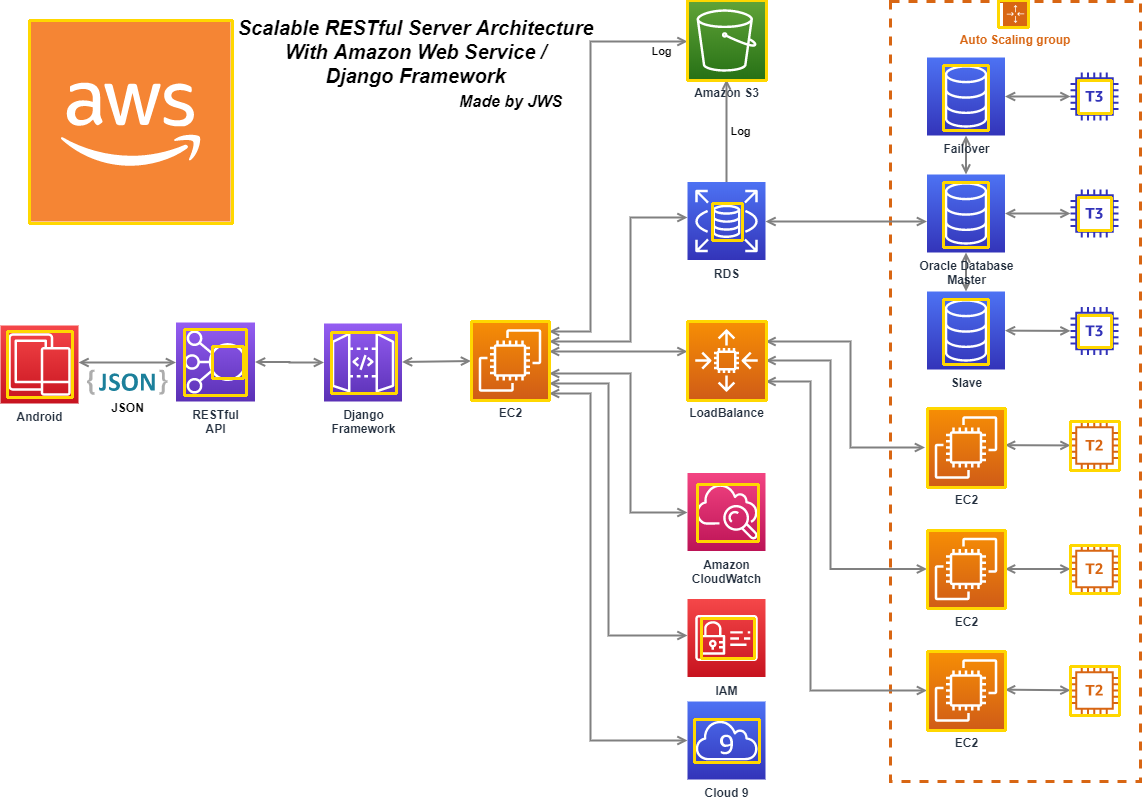 aws
Scalable RESTful Server Architecture
With Amazon Web Service /
Django Framework
Made by JWS
Log
Amazon S3
Log
RDS
Auto Scaling group
Failover
T3
Oracle Database
Master
T3
Slave
T3
Android
{JSON}
JSON
RESTful
API
</>
Django
Framework
EC2
LoadBalance
EC2
T2
Amazon
CloudWatch
EC2
T2
IAM
EC2
T2
9
Cloud 9